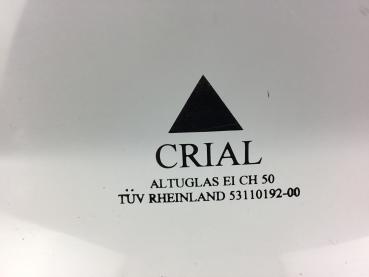 CRIAL
ALTUGLAS EI CH 50
TÜV RHEINLAND 53110192-00